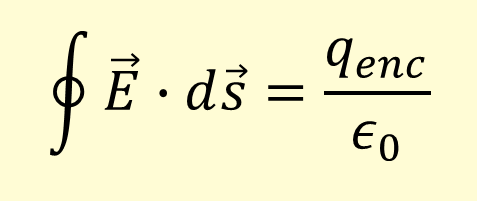 ∮ E⃗ · ds⃗ = q_enc / ϵ₀